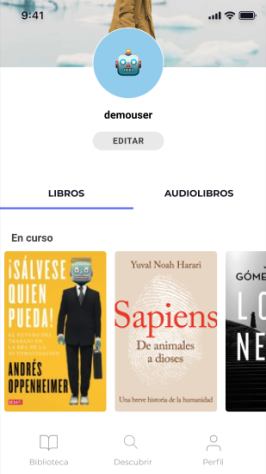 9:41
demouser
EDITAR
LIBROS
AUDIOLIBROS
En curso
¡SÁLVESE
QUIEN
PUEDA!
EL FUTURO DEL
TRABAJO EN
LA ERA DE LA
AUTOMATIZACIÓN
ANDRÉS
OPPENHEIMER
DEBATE
Yuval Noah Harari
Sapiens
De animales
a dioses
Una breve historia de la humanidad
GÓME
LO
NE
Biblioteca
Descubrir
Perfil